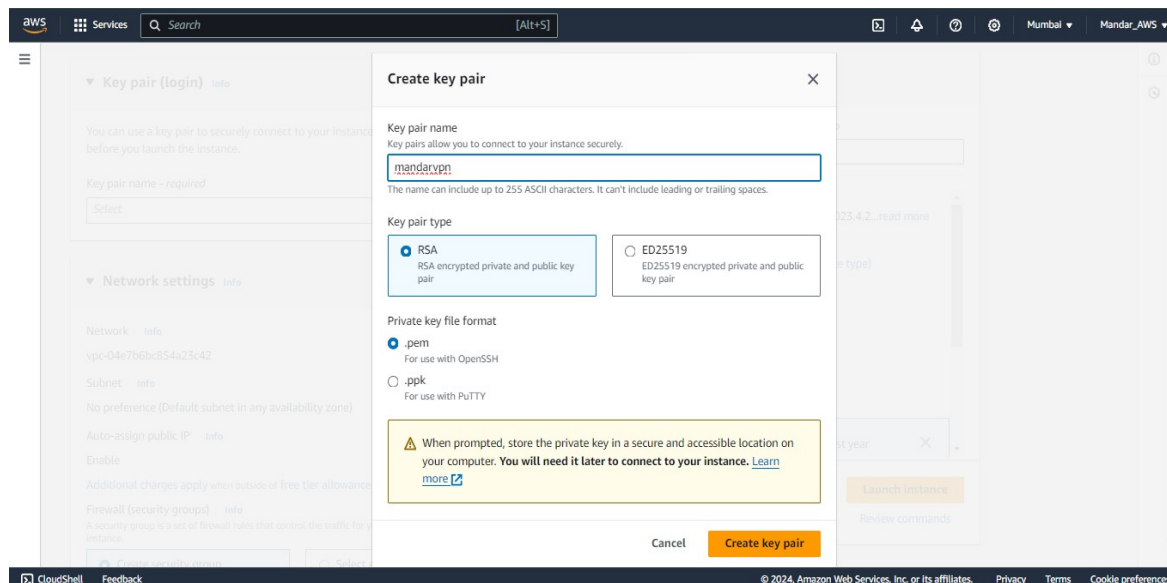 aws
Services
Search
[Alt+S]
Mumbai
Mandar_AWS
Key pair (login) Info
You can use a key pair to securely connect to your instance
before you launch the instance.
Key pair name - required
Select
Network settings Info
Network Info
vpc-04e7b6bc854a23c42
Subnet Info
No preference (Default subnet in any availability zone)
Auto-assign public IP Info
Enable
Additional charges apply when outside of free tier allowance
Firewall (security groups) Info
A security group is a set of firewall rules that control the traffic for y
instance.
Create security group
Select
Create key pair
Key pair name
Key pairs allow you to connect to your instance securely.
mandarvpn
The name can include up to 255 ASCII characters. It can't include leading or trailing spaces.
Key pair type
RSA
RSA encrypted private and public key
pair
ED25519
ED25519 encrypted private and public
key pair
Private key file format
.pem
For use with OpenSSH
.ppk
For use with PuTTY
When prompted, store the private key in a secure and accessible location on
your computer. You will need it later to connect to your instance. Learn
more
Cancel
Create key pair
023.4.2...read more
type)
st year
Launch instance
Review commands
CloudShell
Feedback
© 2024, Amazon Web Services, Inc. or its affiliates.
Privacy
Terms
Cookie preference